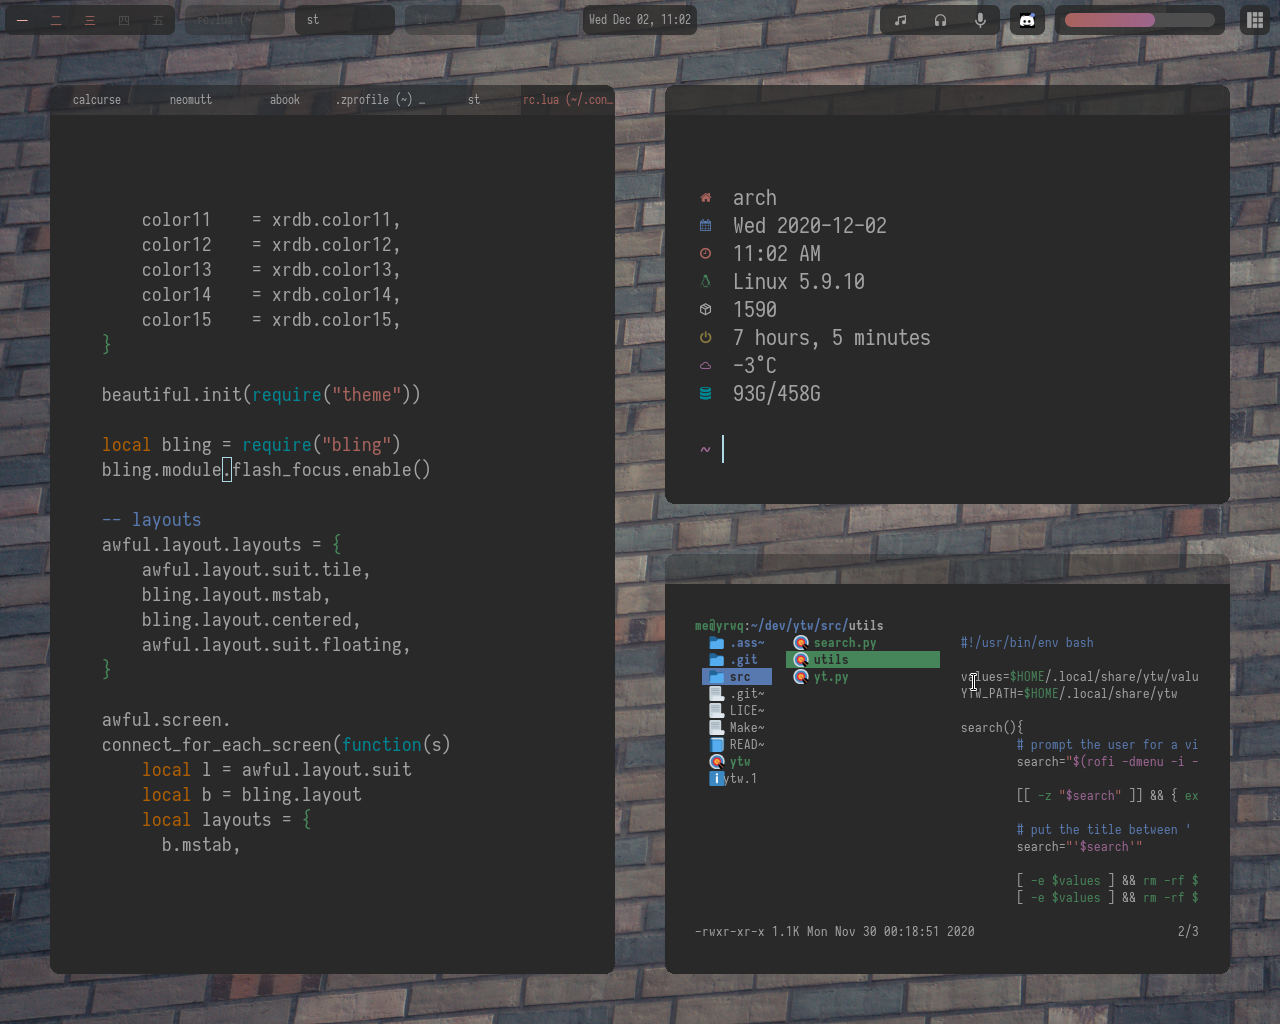 一 二 三 四 五
rc.lua (~/
st
lf
Wed Dec 02, 11:02
calcurse neomutt abook .zprofile (~) … st rc.lua (~/.con…
color11 = xrdb.color11,
color12 = xrdb.color12,
color13 = xrdb.color13,
color14 = xrdb.color14,
color15 = xrdb.color15,
}
beautiful.init(require("theme"))
local bling = require("bling")
bling.module.flash_focus.enable()
-- layouts
awful.layout.layouts = {
awful.layout.suit.tile,
bling.layout.mstab,
bling.layout.centered,
awful.layout.suit.floating,
}
awful.screen.
connect_for_each_screen(function(s)
local l = awful.layout.suit
local b = bling.layout
local layouts = {
b.mstab,
arch
Wed 2020-12-02
11:02 AM
Linux 5.9.10
1590
7 hours, 5 minutes
-3°C
93G/458G
~
me@yrwq:~/dev/ytw/src/utils
.ass~ search.py #!/usr/bin/env bash
.git utils
src yt.py values=$HOME/.local/share/ytw/valu
.git~ YTW_PATH=$HOME/.local/share/ytw
LICE~
Make~ search(){
READ~ # prompt the user for a vi
ytw search="$(rofi -dmenu -i -
ytw.1
[[ -z "$search" ]] && { ex
# put the title between '
search="'$search'"
[ -e $values ] && rm -rf $
[ -e $values ] && rm -rf $
-rwxr-xr-x 1.1K Mon Nov 30 00:18:51 2020 2/3